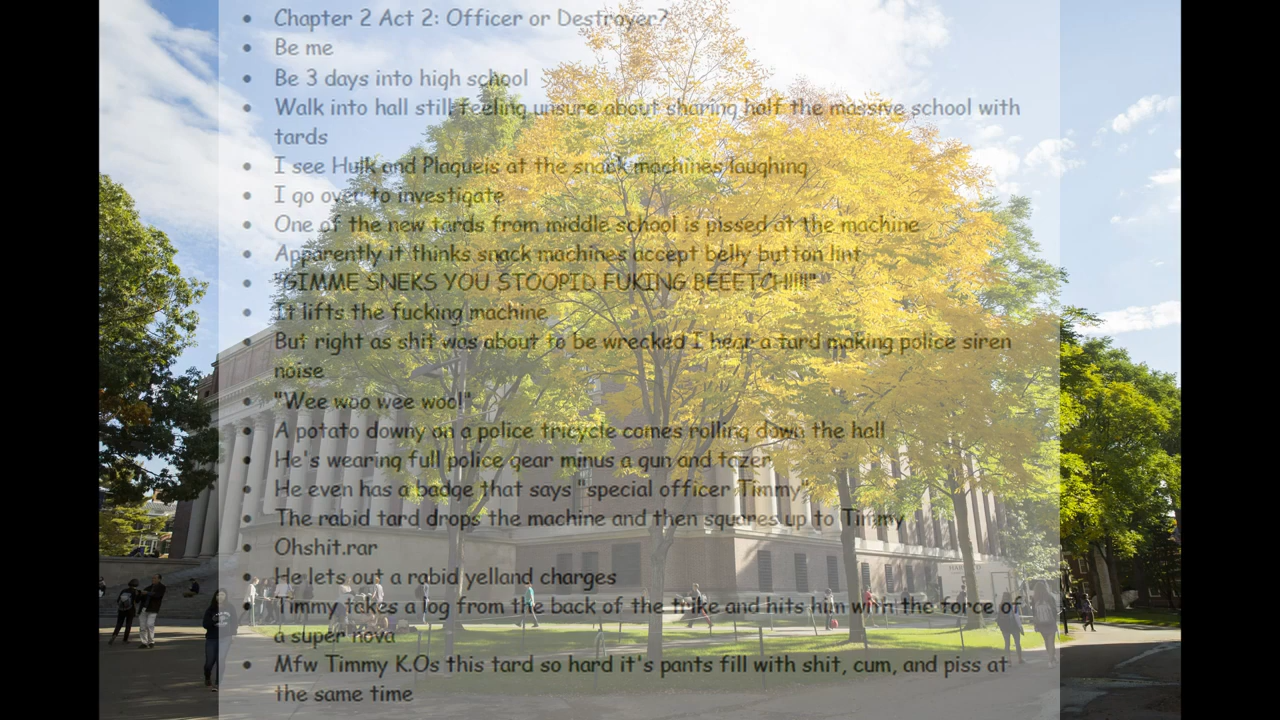 Chapter 2 Act 2: Officer or Destroyer?
Be me
Be 3 days into high school
Walk into hall still feeling unsure about sharing half the massive school with
tards
I see Hulk and Plagueis at the snack machines laughing
I go over to investigate
One of the new tards from middle school is pissed at the machine
Apparently it thinks snack machines accept belly button lint
"GIMME SNEKS YOU STOOPID FUKING BEEETCH!!!!"
It lifts the fucking machine
But right as shit was about to be wrecked I hear a tard making police siren
noise
"Wee woo wee woo!"
A potato downy on a police tricycle comes rolling down the hall
He's wearing full police gear minus a gun and tazer
He even has a badge that says "special officer Timmy"
The rabid tard drops the machine and then squares up to Timmy
Ohshit.rar
He lets out a rabid yelland charges
Timmy takes a log from the back of the trike and hits him with the force of
a super nova
Mfw Timmy K.Os this tard so hard it's pants fill with shit, cum, and piss at
the same time